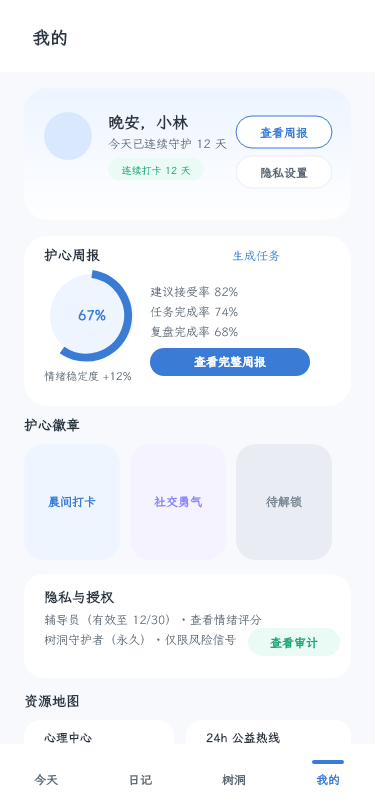 我的
晚安，小林
今天已连续守护 12 天
连续打卡 12 天
查看周报
隐私设置
护心周报
生成任务
67%
情绪稳定度 +12%
建议接受率 82%
任务完成率 74%
复盘完成率 68%
查看完整周报
护心徽章
晨间打卡
社交勇气
待解锁
隐私与授权
辅导员（有效至 12/30）・查看情绪评分
树洞守护者（永久）・仅限风险信号
查看审计
资源地图
心理中心
24h 公益热线
今天
日记
树洞
我的